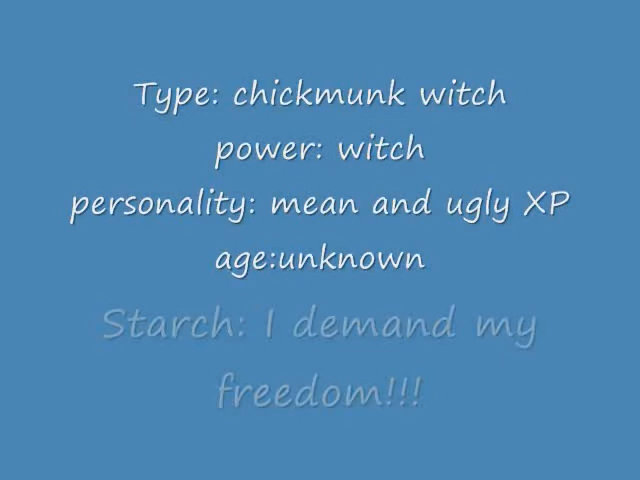 Type: chickmunk witch
power: witch
personality: mean and ugly XP
age:unknown
Starch: I demand my
freedom!!!